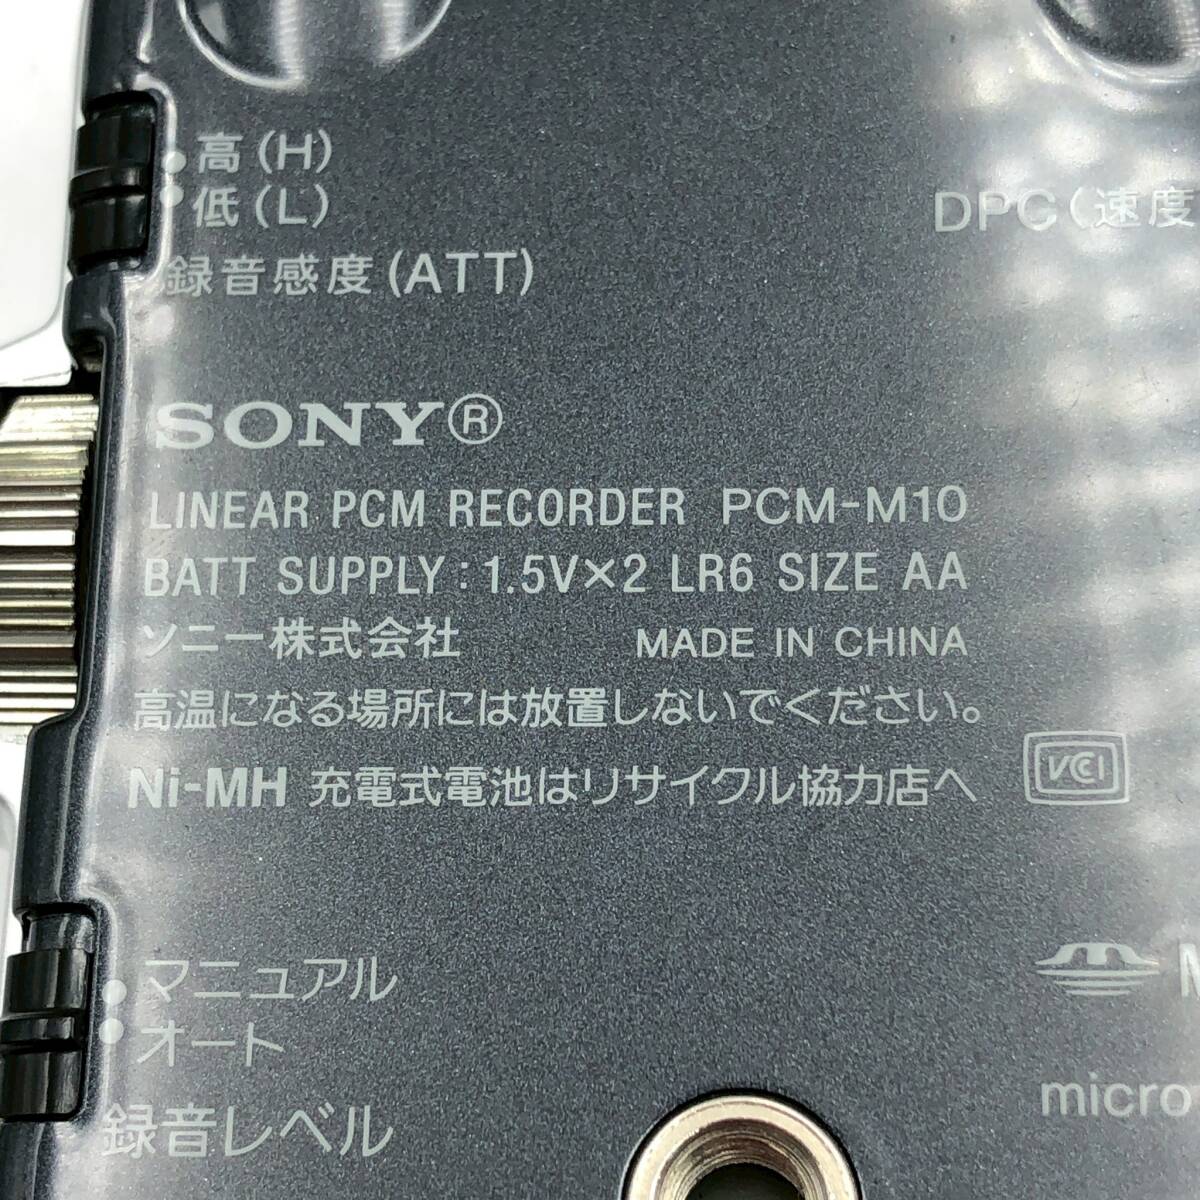 高(H)
低(L)
DPC(速度
録音感度(ATT)
SONY®
LINEAR PCM RECORDER PCM-M10
BATT SUPPLY:1.5V×2 LR6 SIZE AA
ソニー株式会社 MADE IN CHINA
高温になる場所には放置しないでください。
Ni-MH 充電式電池はリサイクル協力店へ
VCCI
マニュアル
オート
micro
録音レベル